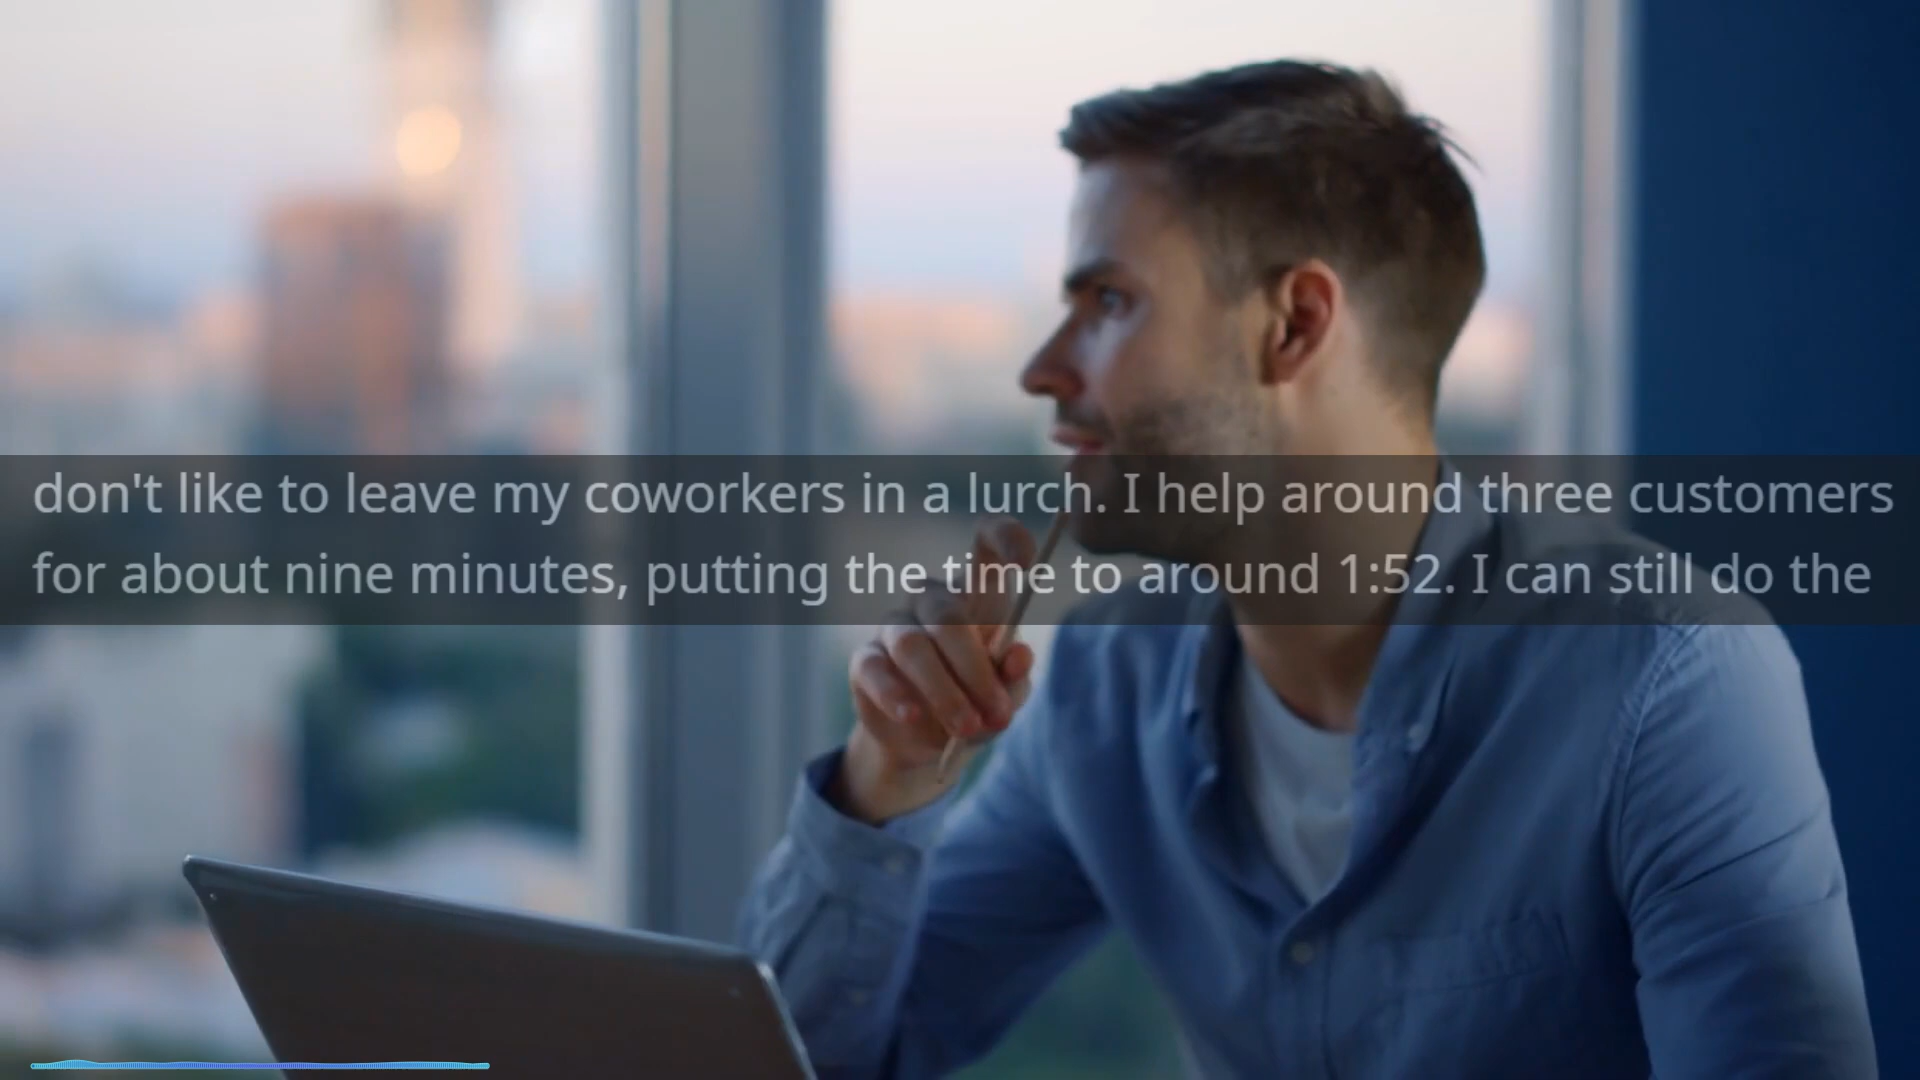 don't like to leave my coworkers in a lurch. I help around three customers
for about nine minutes, putting the time to around 1:52. I can still do the